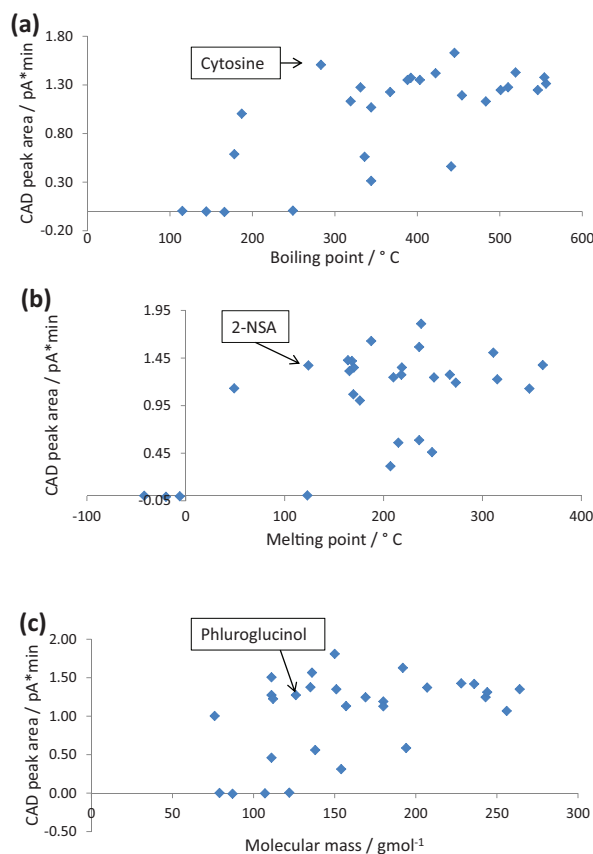 (a)
1.80
1.30
0.80
0.30
-0.20
CAD peak area / pA*min
Cytosine
0 100 200 300 400 500 600
Boiling point / ° C
(b)
1.95
1.45
0.95
0.45
-0.05
CAD peak area / pA*min
2-NSA
-100 0 100 200 300 400
Melting point / ° C
(c)
2.00
1.50
1.00
0.50
0.00
-0.50
CAD peak area / pA*min
Phluroglucinol
0 50 100 150 200 250 300
Molecular mass / gmol⁻¹